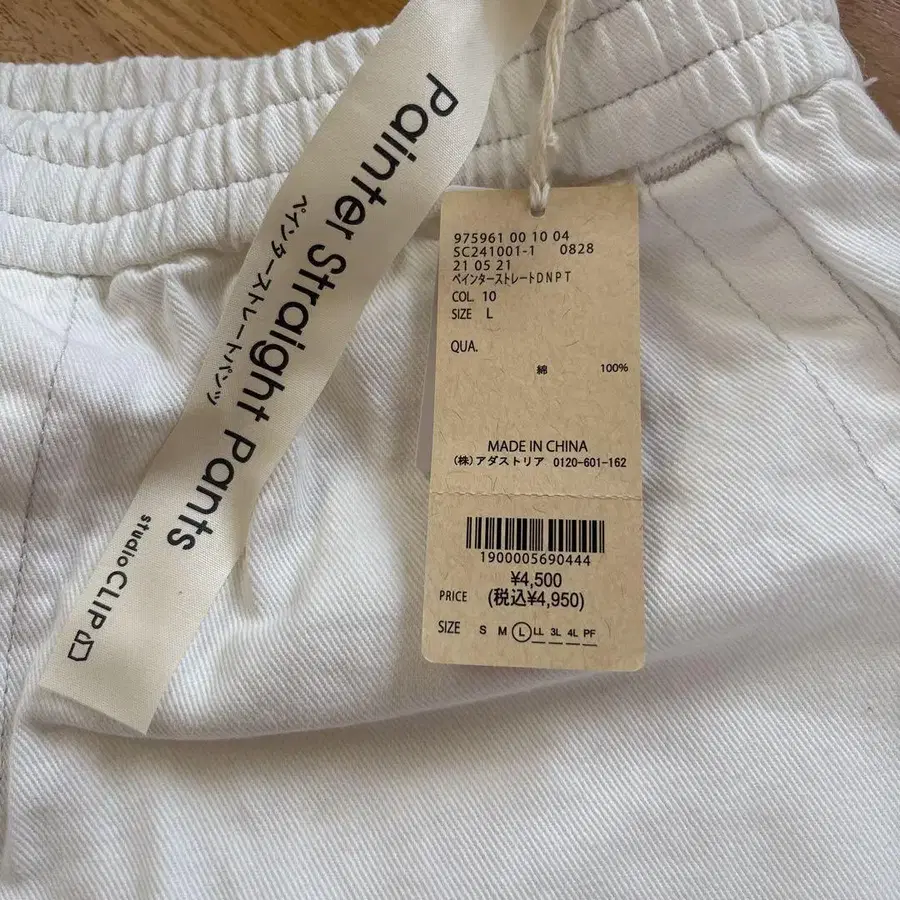 Painter Straight Pants
ペインターストレートパンツ
studio CLIP
975961 00 10 04
SC241001-1 0828
21 05 21
ペインターストレートDNPT
COL. 10
SIZE L
QUA.
綿 100%
MADE IN CHINA
(株)アダストリア 0120-601-162
1900005690444
¥4,500
PRICE (税込¥4,950)
SIZE S M L LL 3L 4L PF